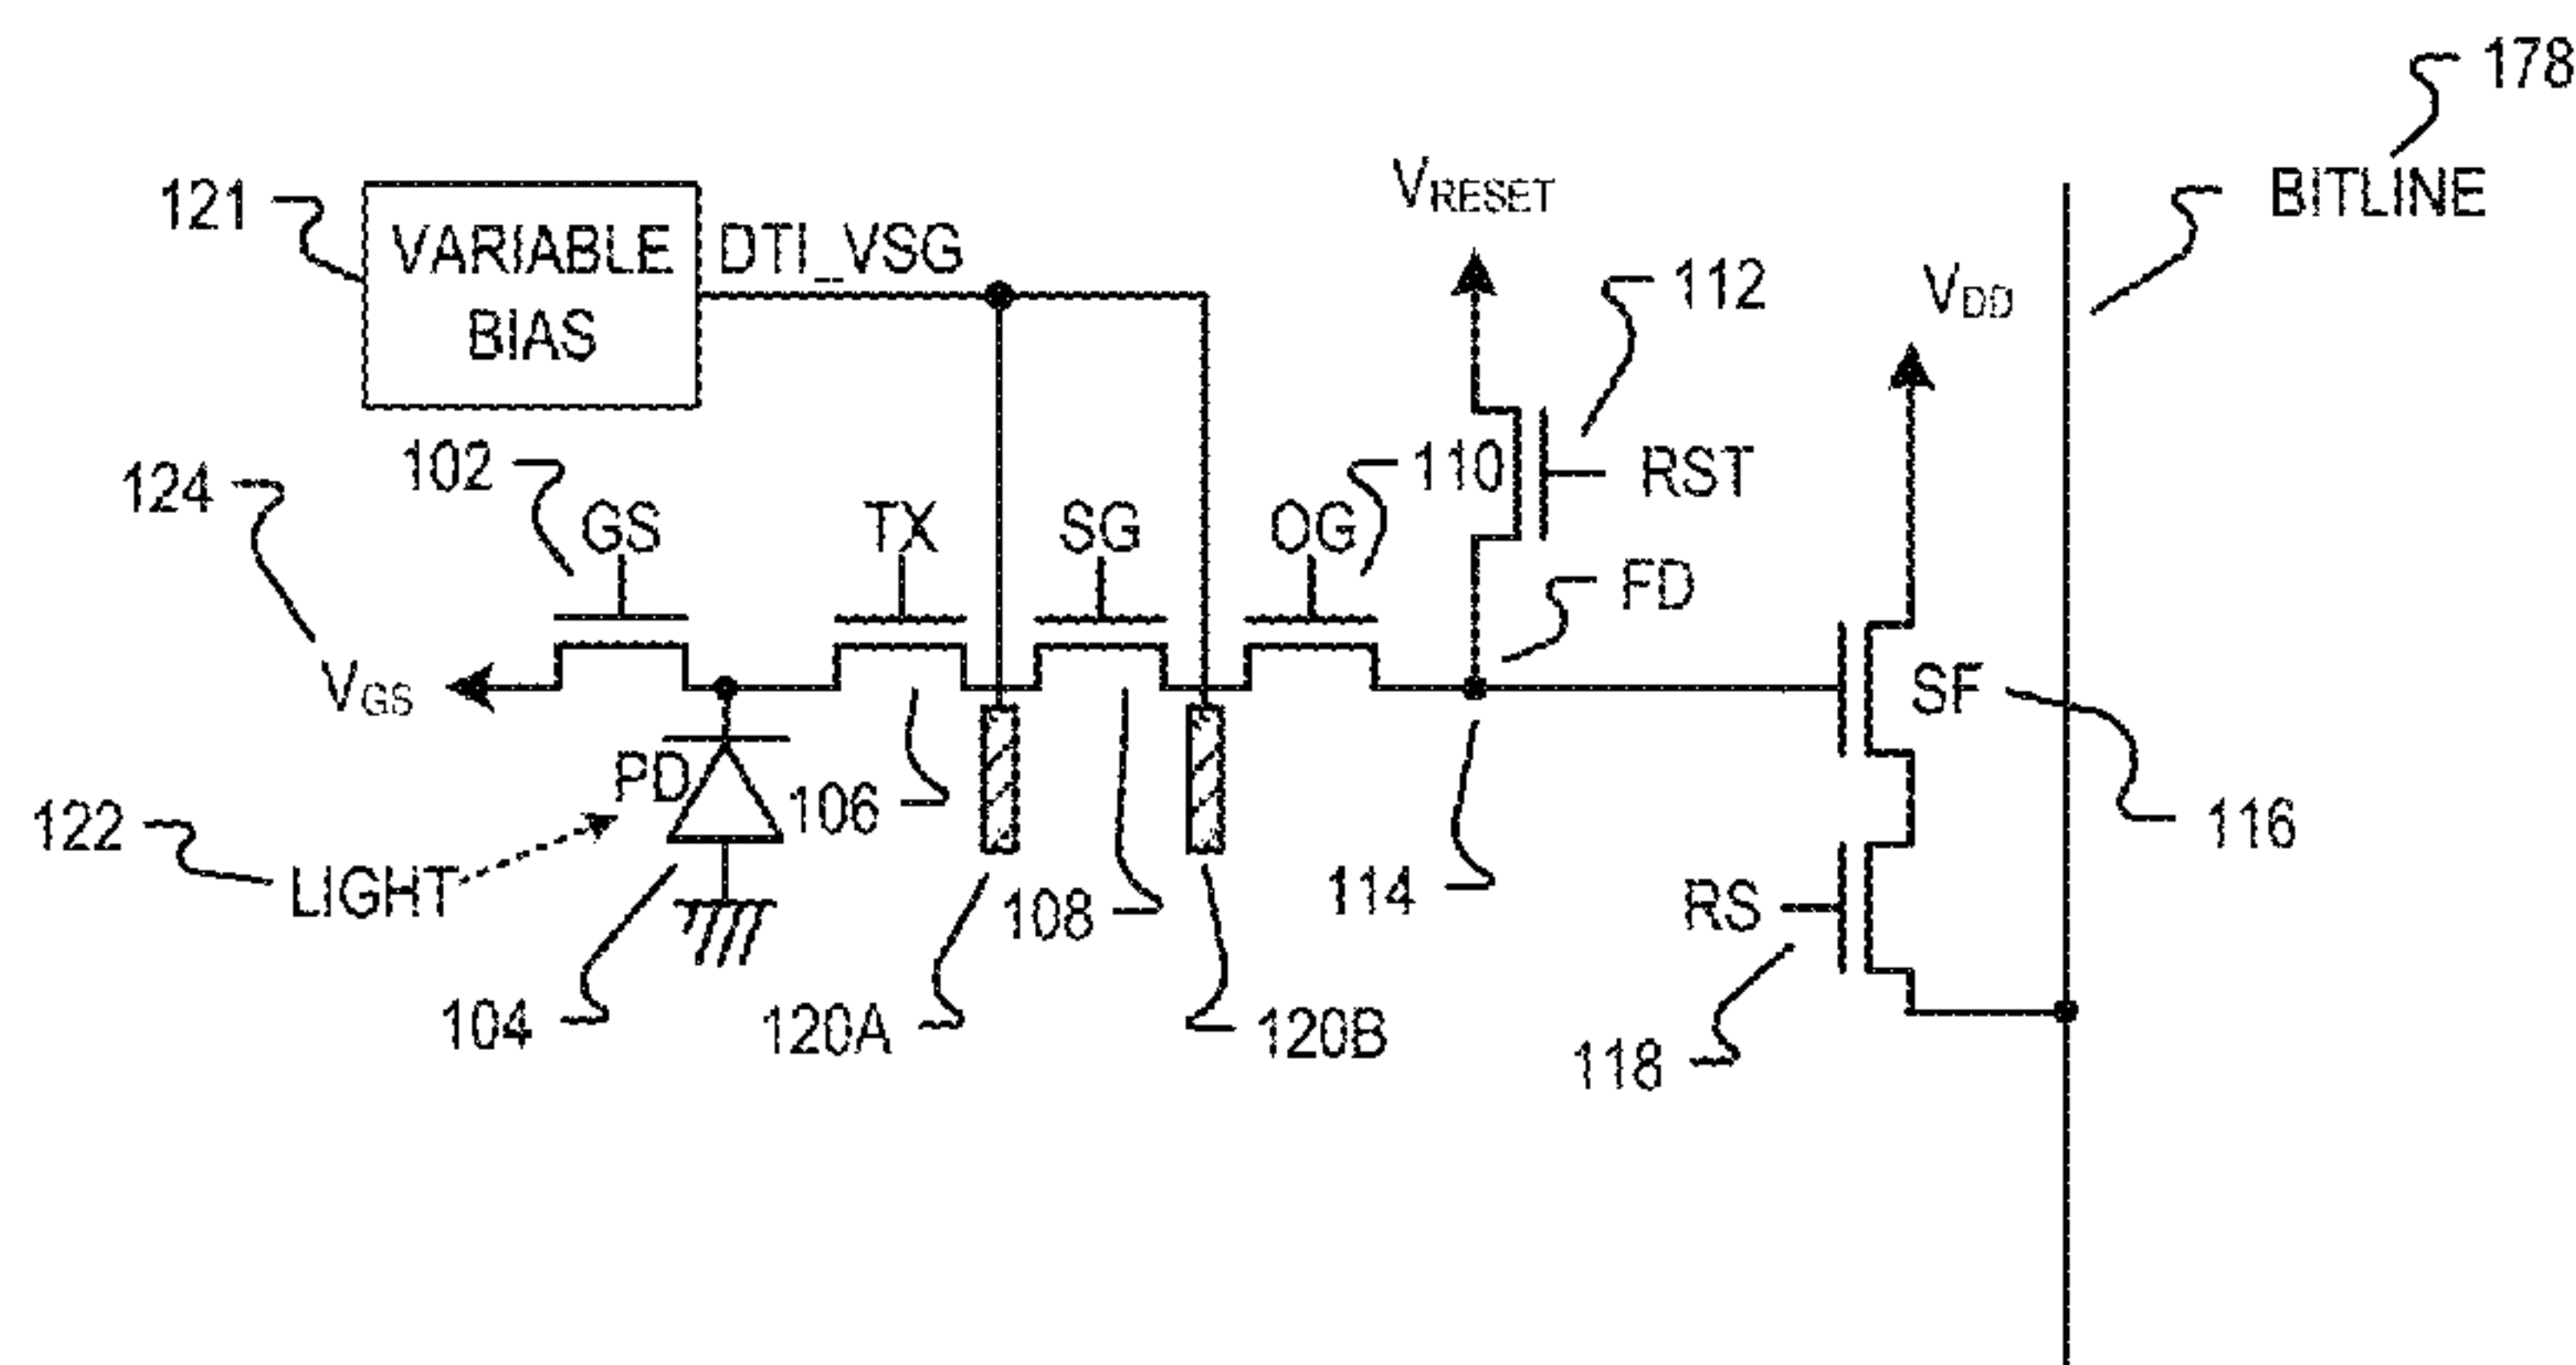 178
BITLINE
VRESET
121
VARIABLE
BIAS
DTI_VSG
112
VDD
102
124
GS
TX
SG
OG
110
RST
FD
VGS
SF
PD
106
122
LIGHT
116
114
108
RS
104
120A
120B
118